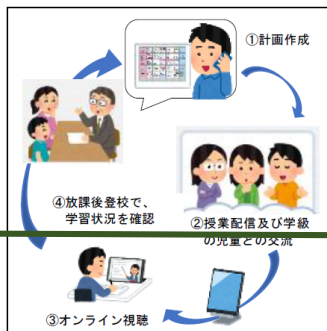 ①計画作成
④放課後登校で、
学習状況を確認
②授業配信及び学級
の児童との交流
③オンライン視聴